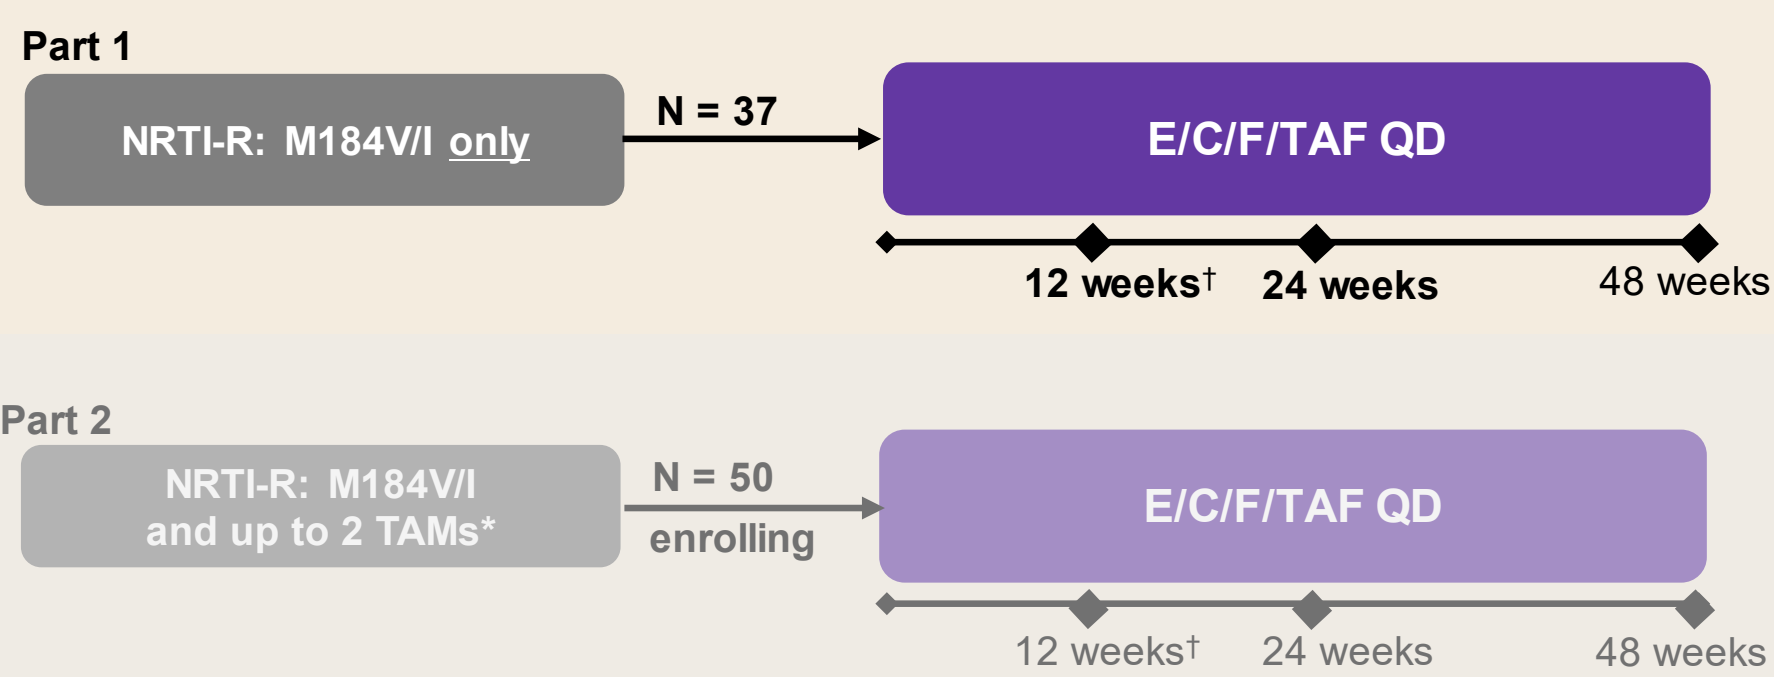 Part 1
NRTI-R: M184V/I only
N = 37
E/C/F/TAF QD
12 weeks†
24 weeks
48 weeks
Part 2
NRTI-R: M184V/I
and up to 2 TAMs*
N = 50
enrolling
E/C/F/TAF QD
12 weeks†
24 weeks
48 weeks